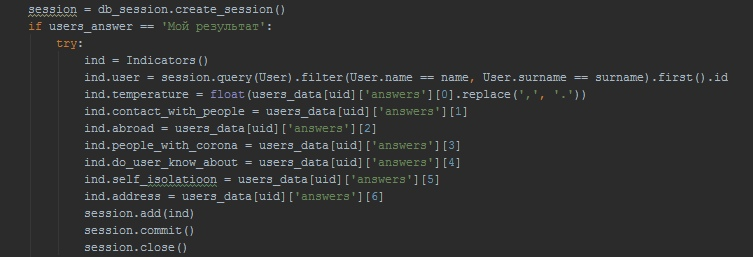 session = db_session.create_session()
if users_answer == 'Мой результат':
try:
ind = Indicators()
ind.user = session.query(User).filter(User.name == name, User.surname == surname).first().id
ind.temperature = float(users_data[uid]['answers'][0].replace(',', '.'))
ind.contact_with_people = users_data[uid]['answers'][1]
ind.abroad = users_data[uid]['answers'][2]
ind.people_with_corona = users_data[uid]['answers'][3]
ind.do_user_know_about = users_data[uid]['answers'][4]
ind.self_isolatioon = users_data[uid]['answers'][5]
ind.address = users_data[uid]['answers'][6]
session.add(ind)
session.commit()
session.close()